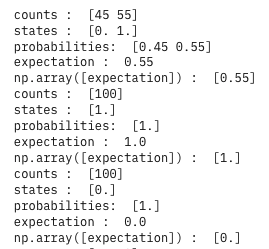 counts :  [45 55]
states :  [0. 1.]
probabilities:  [0.45 0.55]
expectation :  0.55
np.array([expectation]) :  [0.55]
counts :  [100]
states :  [1.]
probabilities:  [1.]
expectation :  1.0
np.array([expectation]) :  [1.]
counts :  [100]
states :  [0.]
probabilities:  [1.]
expectation :  0.0
np.array([expectation]) :  [0.]